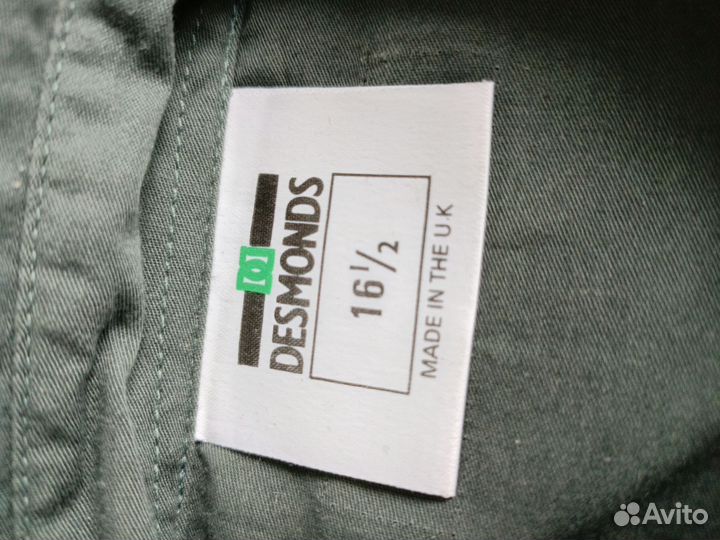 DESMONDS
16 1/2
MADE IN THE U.K
Avito